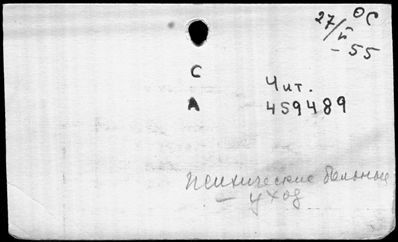 ОС
27/V
-55
С
Чит.
А
459489
психические больные
- уход